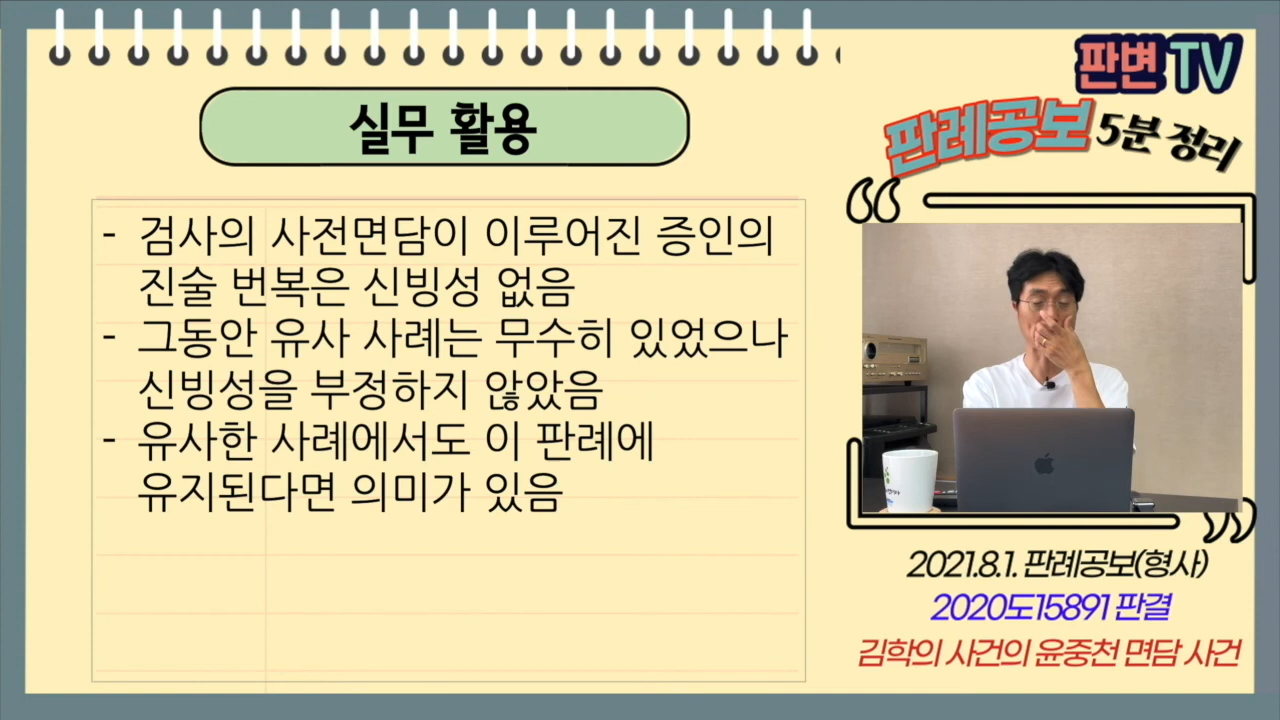 실무 활용
- 검사의 사전면담이 이루어진 증인의
진술 번복은 신빙성 없음
- 그동안 유사 사례는 무수히 있었으나
신빙성을 부정하지 않았음
- 유사한 사례에서도 이 판례에
유지된다면 의미가 있음
판변TV
판례공보 5분 정리
2021.8.1. 판례공보(형사)
2020도15891 판결
김학의 사건의 윤중천 면담 사건